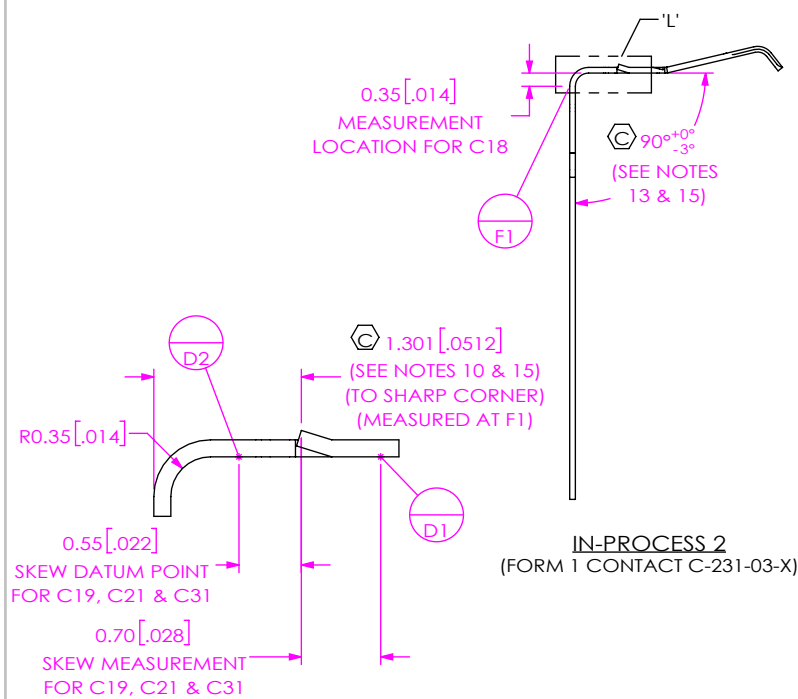 'L'
0.35[.014]
MEASUREMENT
LOCATION FOR C18
C 90° +0°
-3°
(SEE NOTES
13 & 15)
F1
D2
C 1.301[.0512]
(SEE NOTES 10 & 15)
(TO SHARP CORNER)
(MEASURED AT F1)
R0.35[.014]
D1
0.55[.022]
SKEW DATUM POINT
FOR C19, C21 & C31
IN-PROCESS 2
(FORM 1 CONTACT C-231-03-X)
0.70[.028]
SKEW MEASUREMENT
FOR C19, C21 & C31